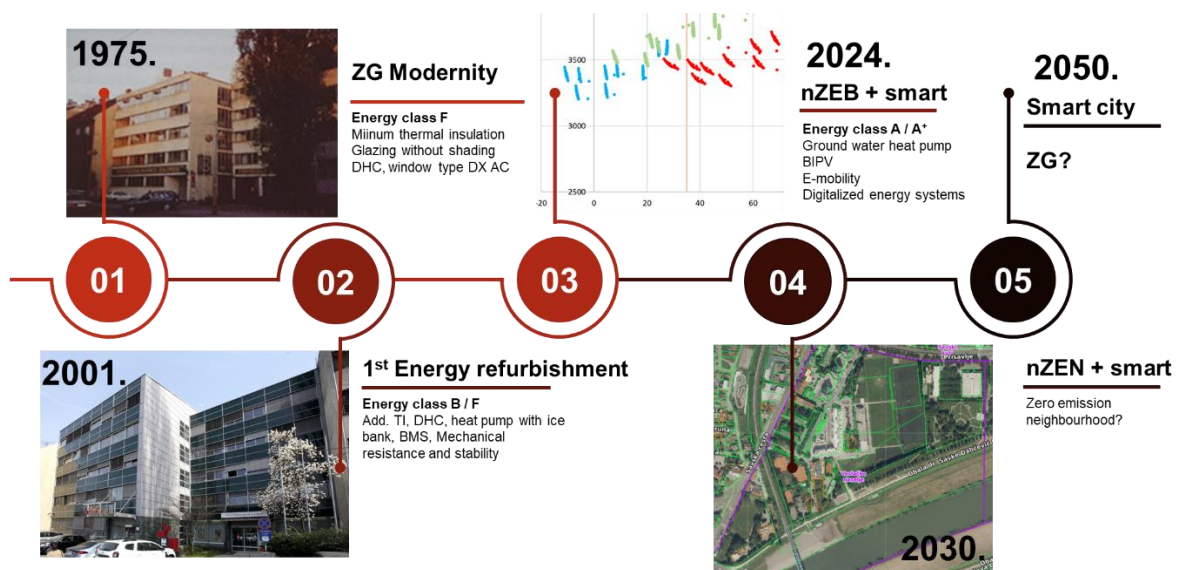 1975.
ZG Modernity
Energy class F
Miinum thermal insulation
Glazing without shading
DHC, window type DX AC
3500
3000
2500
-20
0
20
40
60
2024.
nZEB + smart
Energy class A / A⁺
Ground water heat pump
BIPV
E-mobility
Digitalized energy systems
2050.
Smart city
ZG?
01
02
03
04
05
2001.
1st Energy refurbishment
Energy class B / F
Add. TI, DHC, heat pump with ice
bank, BMS, Mechanical
resistance and stability
Prisavlje
2030.
nZEN + smart
Zero emission
neighbourhood?